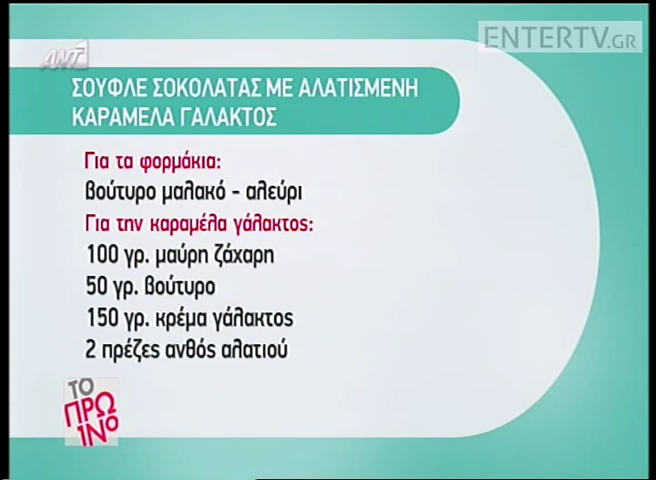 ENTERTV.GR
ΑΝΤ1
ΣΟΥΦΛΕ ΣΟΚΟΛΑΤΑΣ ΜΕ ΑΛΑΤΙΣΜΕΝΗ
ΚΑΡΑΜΕΛΑ ΓΑΛΑΚΤΟΣ
Για τα φορμάκια:
βούτυρο μαλακό - αλεύρι
Για την καραμέλα γάλακτος:
100 γρ. μαύρη ζάχαρη
50 γρ. βούτυρο
150 γρ. κρέμα γάλακτος
2 πρέζες ανθός αλατιού
ΤΟ
ΠΡΩ
ΙΝΟ